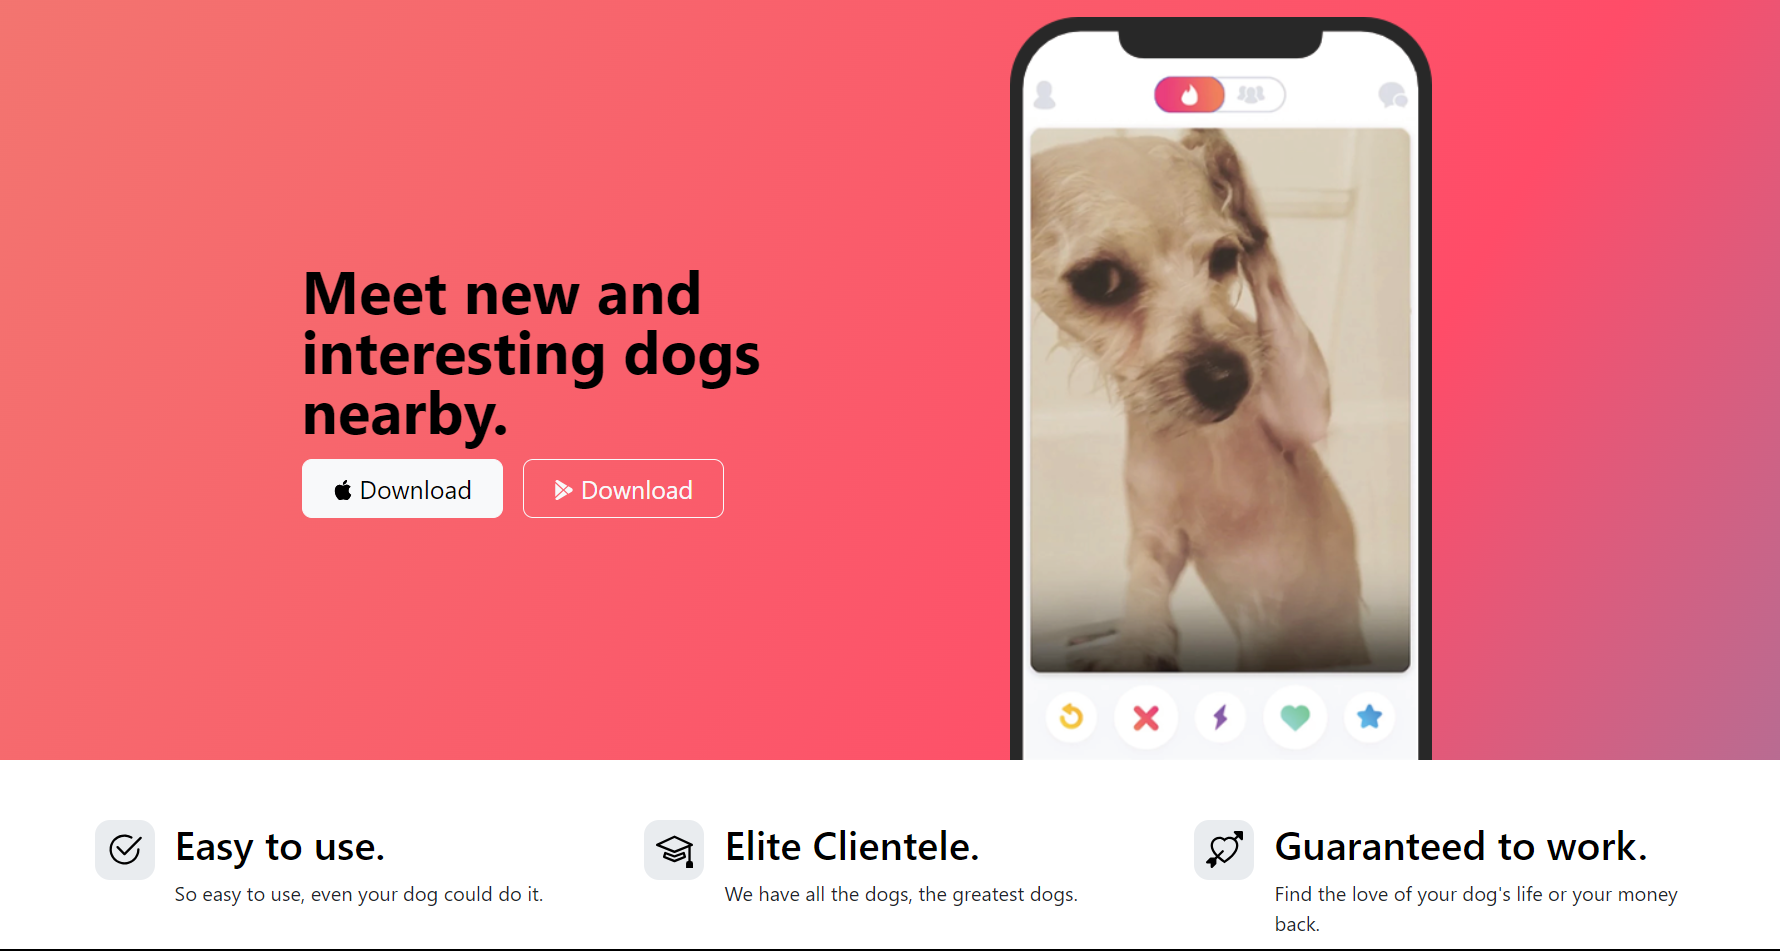 Meet new and
interesting dogs
nearby.
Download
Download
Easy to use.
So easy to use, even your dog could do it.
Elite Clientele.
We have all the dogs, the greatest dogs.
Guaranteed to work.
Find the love of your dog's life or your money
back.